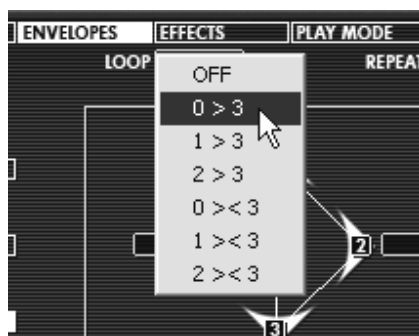 ENVELOPES EFFECTS PLAY MODE
LOOP REPEAT
OFF
0 > 3
1 > 3
2 > 3
0 >< 3
1 >< 3
2 >< 3
2
3